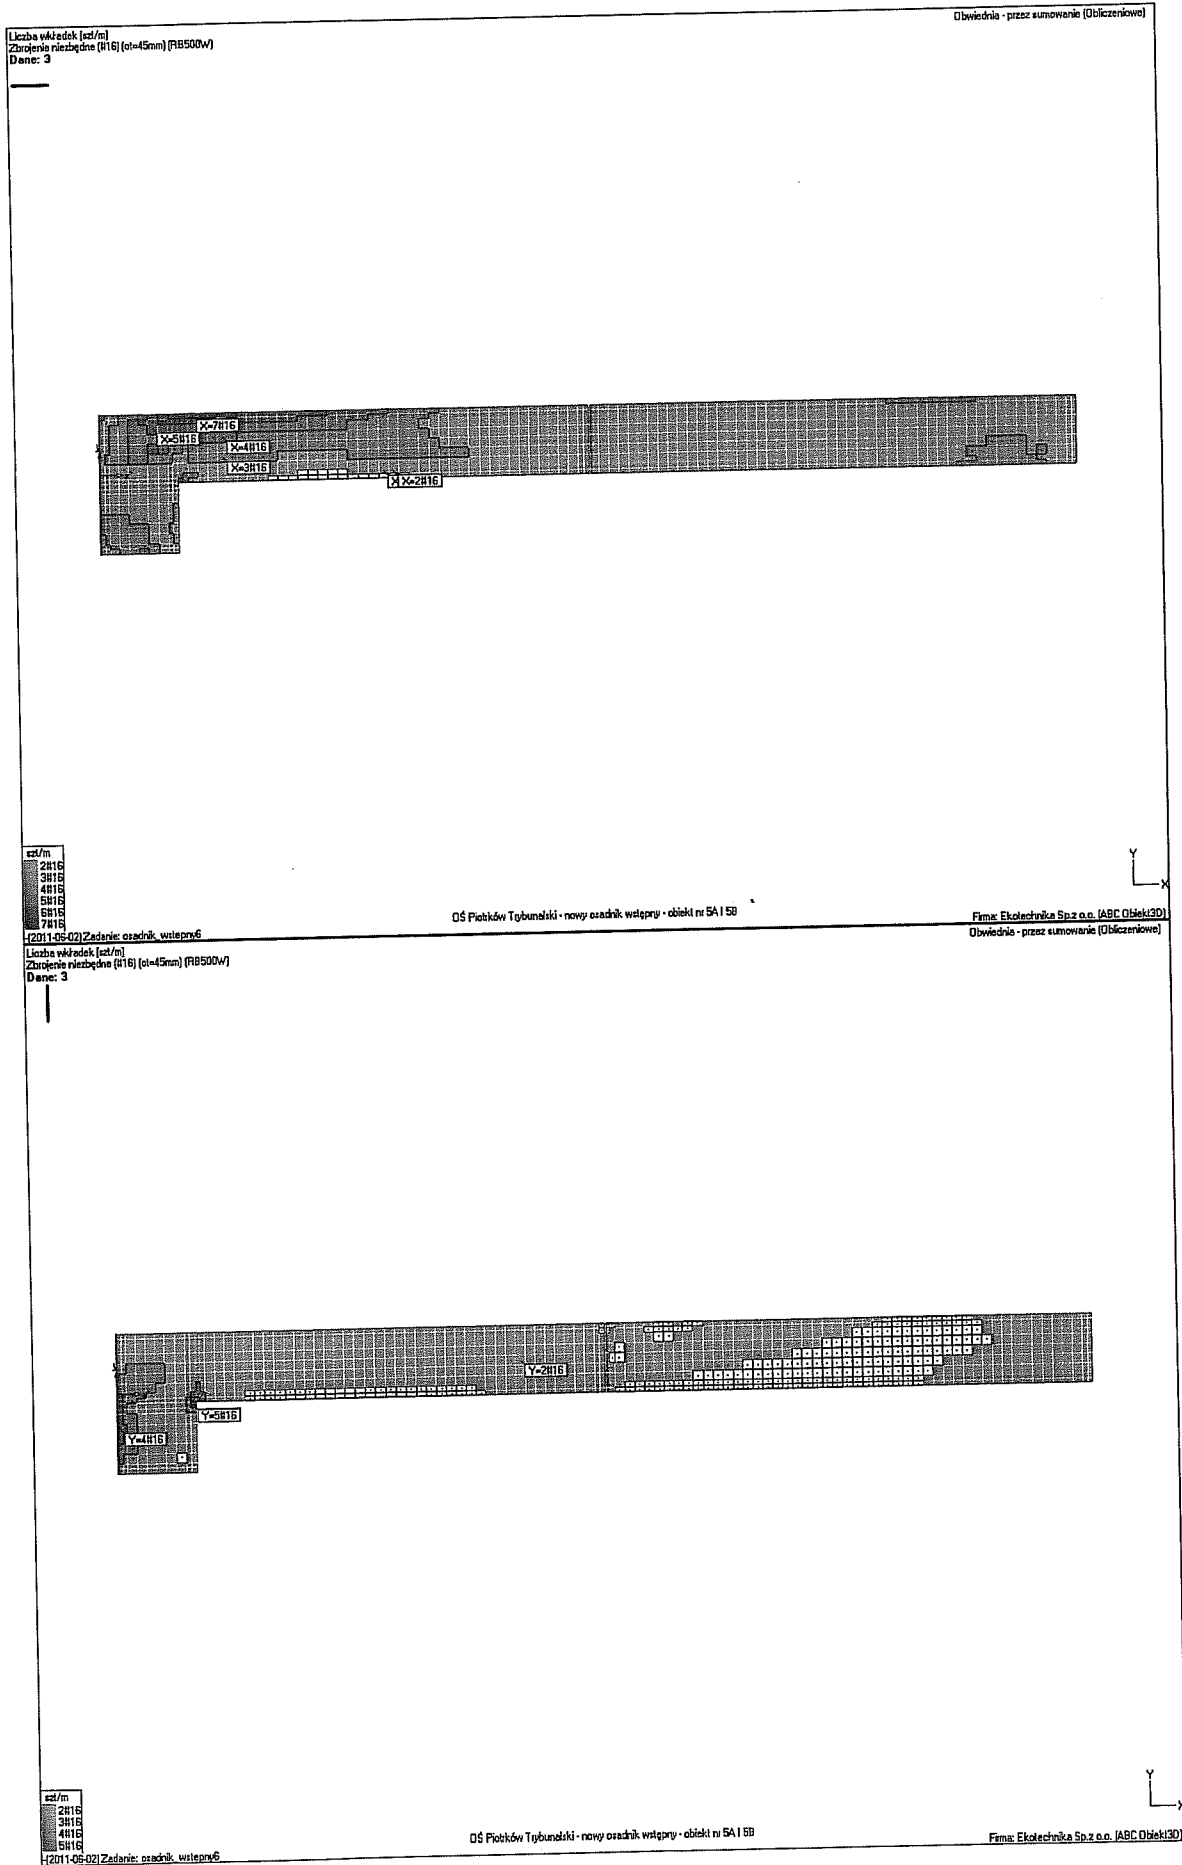 Obwiednia - przez sumowanie (Obliczeniowe)
Liczba wkładek [szt/m]
Zbrojenie niezbędne (#16) (ot=45mm) (RB500W)
Dane: 3
X=7#16
X=5#16
X=4#16
X=3#16
X X=2#16
szt/m
2#16
3#16
4#16
5#16
6#16
7#16
Y
X
OŚ Piotrków Trybunalski - nowy osadnik wstępny - obiekt nr 5A I 5B
Firma: Ekotechnika Sp.z o.o. (ABC Obiekt3D)
(2011-06-02) Zadanie: osadnik_wstepny6
Obwiednia - przez sumowanie (Obliczeniowe)
Liczba wkładek [szt/m]
Zbrojenie niezbędne (#16) (ot=45mm) (RB500W)
Dane: 3
Y=2#16
Y=5#16
Y=4#16
szt/m
2#16
3#16
4#16
5#16
Y
X
OŚ Piotrków Trybunalski - nowy osadnik wstępny - obiekt nr 5A I 5B
Firma: Ekotechnika Sp.z o.o. (ABC Obiekt3D)
(2011-06-02) Zadanie: osadnik_wstepny6